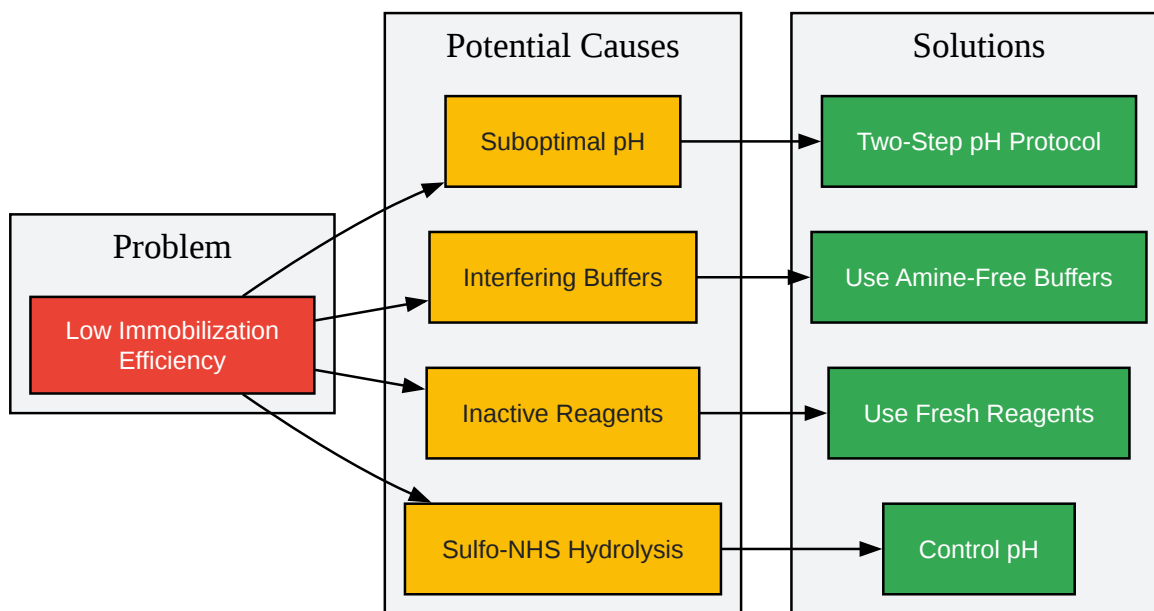 Problem
Low Immobilization
Efficiency
Potential Causes
Suboptimal pH
Interfering Buffers
Inactive Reagents
Sulfo-NHS Hydrolysis
Solutions
Two-Step pH Protocol
Use Amine-Free Buffers
Use Fresh Reagents
Control pH